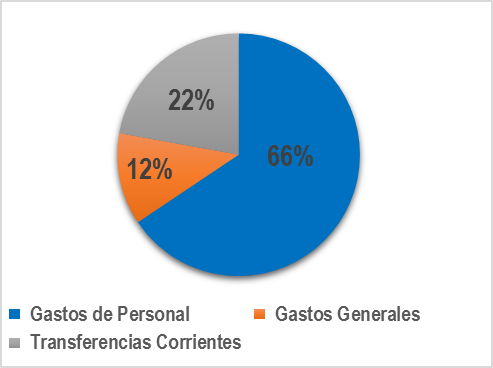 22%
66%
12%
Gastos de Personal
Gastos Generales
Transferencias Corrientes